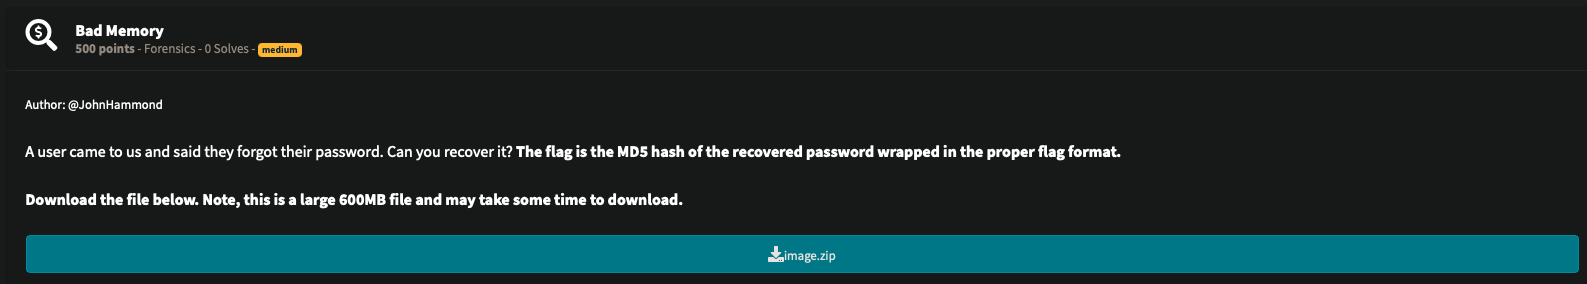 Bad Memory
500 points - Forensics - 0 Solves - medium
Author: @JohnHammond
A user came to us and said they forgot their password. Can you recover it? The flag is the MD5 hash of the recovered password wrapped in the proper flag format.
Download the file below. Note, this is a large 600MB file and may take some time to download.
image.zip